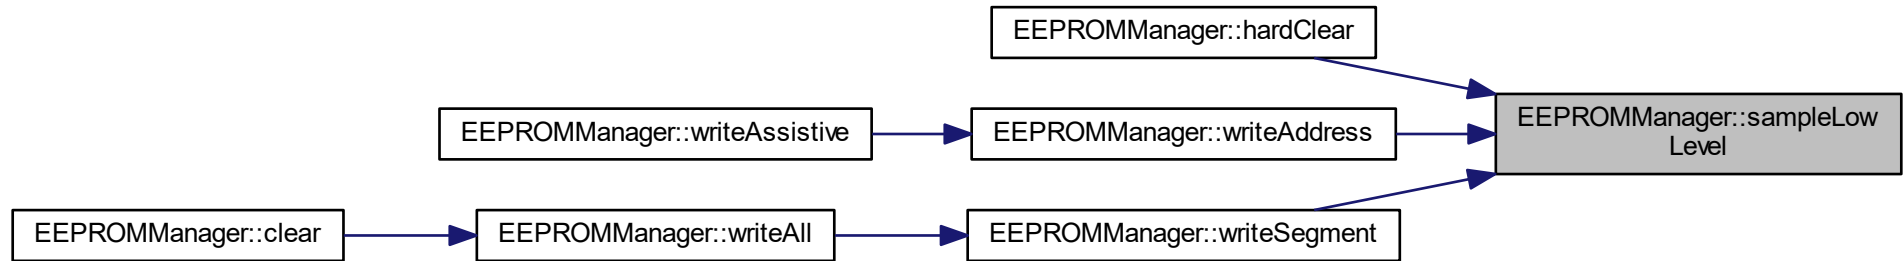 EEPROMManager::hardClear
EEPROMManager::sampleLow
Level
EEPROMManager::writeAssistive
EEPROMManager::writeAddress
EEPROMManager::clear
EEPROMManager::writeAll
EEPROMManager::writeSegment